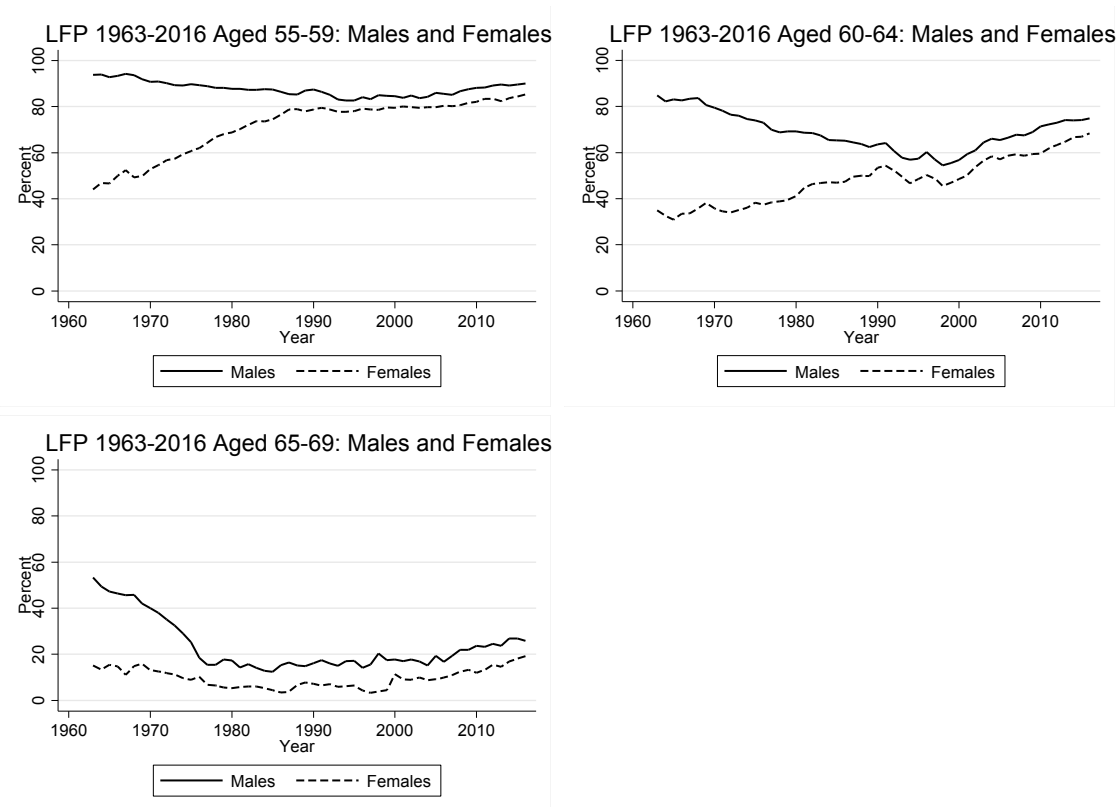 LFP 1963-2016 Aged 55-59: Males and Females
100
80
60
40
20
0
Percent
1960 1970 1980 1990 2000 2010
Year
Males Females
LFP 1963-2016 Aged 60-64: Males and Females
100
80
60
40
20
0
Percent
1960 1970 1980 1990 2000 2010
Year
Males Females
LFP 1963-2016 Aged 65-69: Males and Females
100
80
60
40
20
0
Percent
1960 1970 1980 1990 2000 2010
Year
Males Females